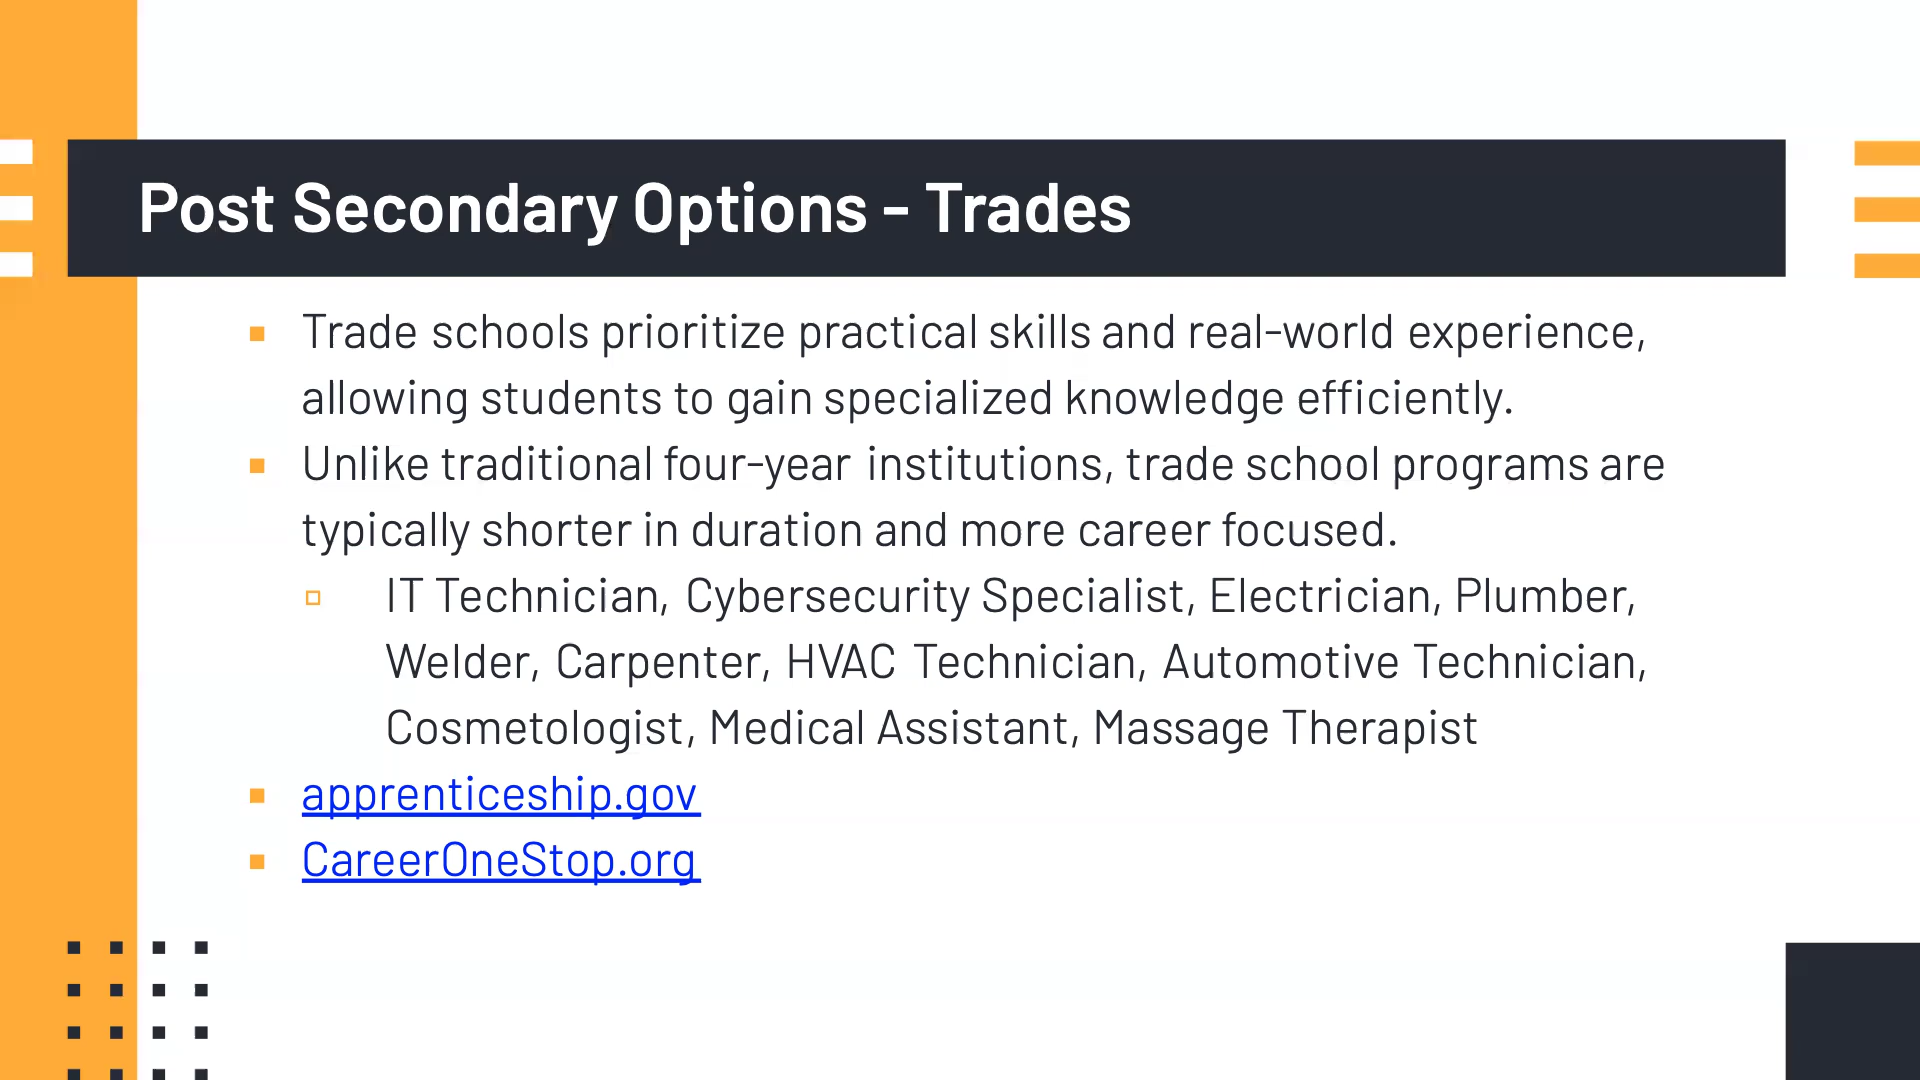 Post Secondary Options - Trades
Trade schools prioritize practical skills and real-world experience,
allowing students to gain specialized knowledge efficiently.
Unlike traditional four-year institutions, trade school programs are
typically shorter in duration and more career focused.
IT Technician, Cybersecurity Specialist, Electrician, Plumber,
Welder, Carpenter, HVAC Technician, Automotive Technician,
Cosmetologist, Medical Assistant, Massage Therapist
apprenticeship.gov
CareerOneStop.org